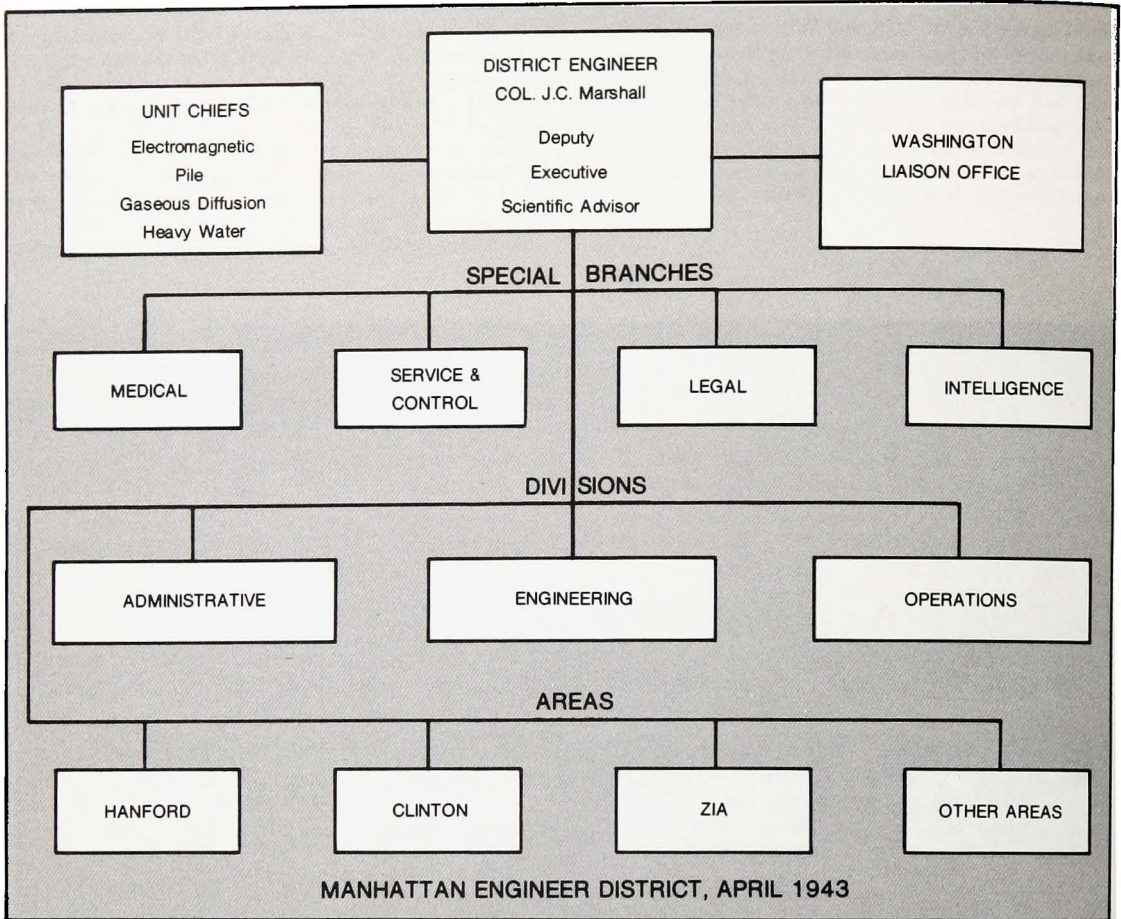 DISTRICT ENGINEER
COL. J.C. Marshall
Deputy
Executive
Scientific Advisor
UNIT CHIEFS
Electromagnetic
Pile
Gaseous Diffusion
Heavy Water
WASHINGTON
LIAISON OFFICE
SPECIAL BRANCHES
MEDICAL
SERVICE &
CONTROL
LEGAL
INTELLIGENCE
DIVISIONS
ADMINISTRATIVE
ENGINEERING
OPERATIONS
AREAS
HANFORD
CLINTON
ZIA
OTHER AREAS
MANHATTAN ENGINEER DISTRICT, APRIL 1943